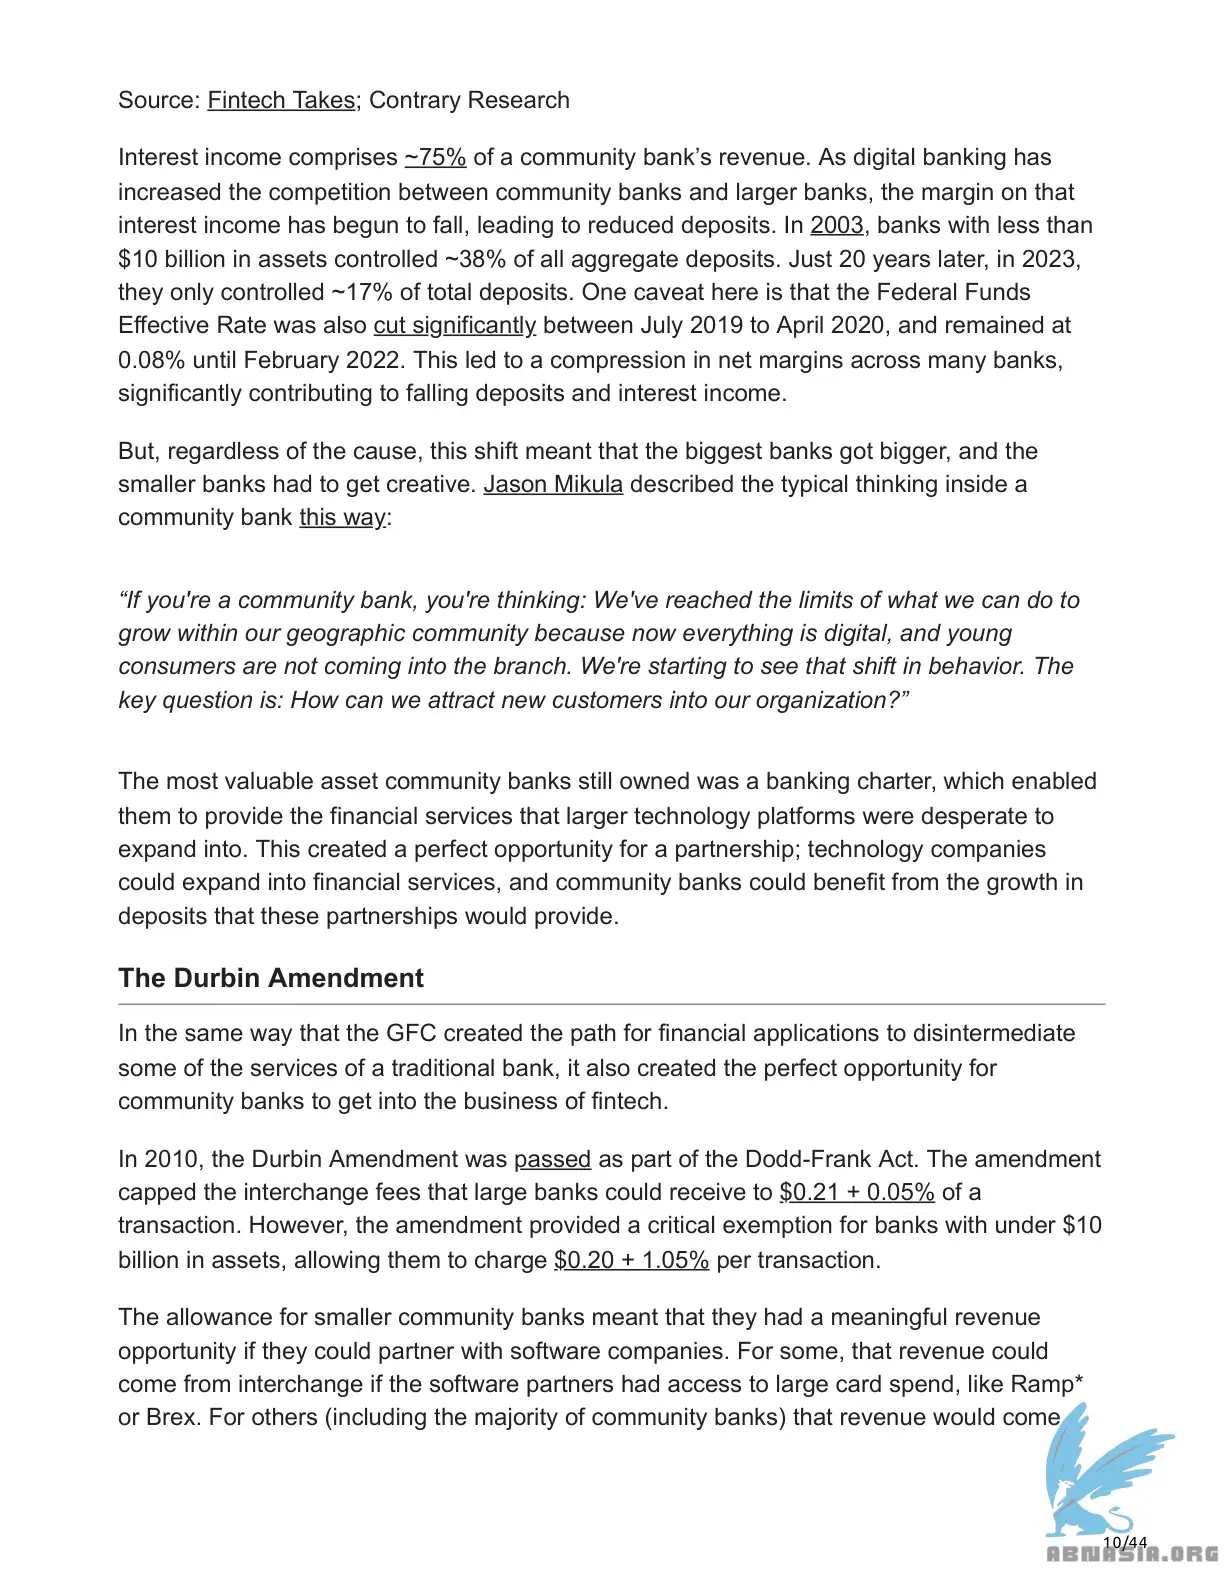 Source: Fintech Takes; Contrary Research
Interest income comprises ~75% of a community bank’s revenue. As digital banking has
increased the competition between community banks and larger banks, the margin on that
interest income has begun to fall, leading to reduced deposits. In 2003, banks with less than
$10 billion in assets controlled ~38% of all aggregate deposits. Just 20 years later, in 2023,
they only controlled ~17% of total deposits. One caveat here is that the Federal Funds
Effective Rate was also cut significantly between July 2019 to April 2020, and remained at
0.08% until February 2022. This led to a compression in net margins across many banks,
significantly contributing to falling deposits and interest income.
But, regardless of the cause, this shift meant that the biggest banks got bigger, and the
smaller banks had to get creative. Jason Mikula described the typical thinking inside a
community bank this way:
“If you're a community bank, you're thinking: We've reached the limits of what we can do to
grow within our geographic community because now everything is digital, and young
consumers are not coming into the branch. We're starting to see that shift in behavior. The
key question is: How can we attract new customers into our organization?”
The most valuable asset community banks still owned was a banking charter, which enabled
them to provide the financial services that larger technology platforms were desperate to
expand into. This created a perfect opportunity for a partnership; technology companies
could expand into financial services, and community banks could benefit from the growth in
deposits that these partnerships would provide.
The Durbin Amendment
In the same way that the GFC created the path for financial applications to disintermediate
some of the services of a traditional bank, it also created the perfect opportunity for
community banks to get into the business of fintech.
In 2010, the Durbin Amendment was passed as part of the Dodd-Frank Act. The amendment
capped the interchange fees that large banks could receive to $0.21 + 0.05% of a
transaction. However, the amendment provided a critical exemption for banks with under $10
billion in assets, allowing them to charge $0.20 + 1.05% per transaction.
The allowance for smaller community banks meant that they had a meaningful revenue
opportunity if they could partner with software companies. For some, that revenue could
come from interchange if the software partners had access to large card spend, like Ramp*
or Brex. For others (including the majority of community banks) that revenue would come
10/44
ABNASIA.ORG